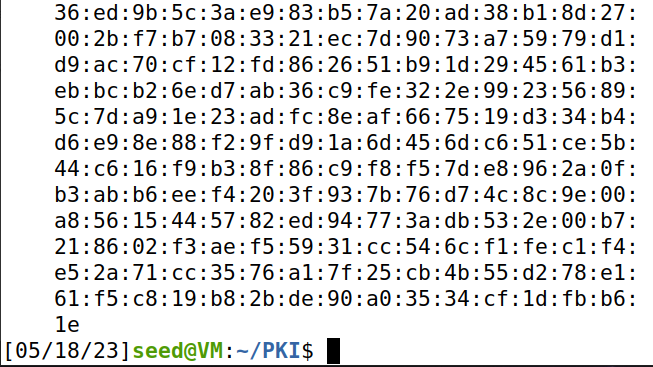 36:ed:9b:5c:3a:e9:83:b5:7a:20:ad:38:b1:8d:27:
00:2b:f7:b7:08:33:21:ec:7d:90:73:a7:59:79:d1:
d9:ac:70:cf:12:fd:86:26:51:b9:1d:29:45:61:b3:
eb:bc:b2:6e:d7:ab:36:c9:fe:32:2e:99:23:56:89:
5c:7d:a9:1e:23:ad:fc:8e:af:66:75:19:d3:34:b4:
d6:e9:8e:88:f2:9f:d9:1a:6d:45:6d:c6:51:ce:5b:
44:c6:16:f9:b3:8f:86:c9:f8:f5:7d:e8:96:2a:0f:
b3:ab:b6:ee:f4:20:3f:93:7b:76:d7:4c:8c:9e:00:
a8:56:15:44:57:82:ed:94:77:3a:db:53:2e:00:b7:
21:86:02:f3:ae:f5:59:31:cc:54:6c:f1:fe:c1:f4:
e5:2a:71:cc:35:76:a1:7f:25:cb:4b:55:d2:78:e1:
61:f5:c8:19:b8:2b:de:90:a0:35:34:cf:1d:fb:b6:
1e
[05/18/23]seed@VM:~/PKI$